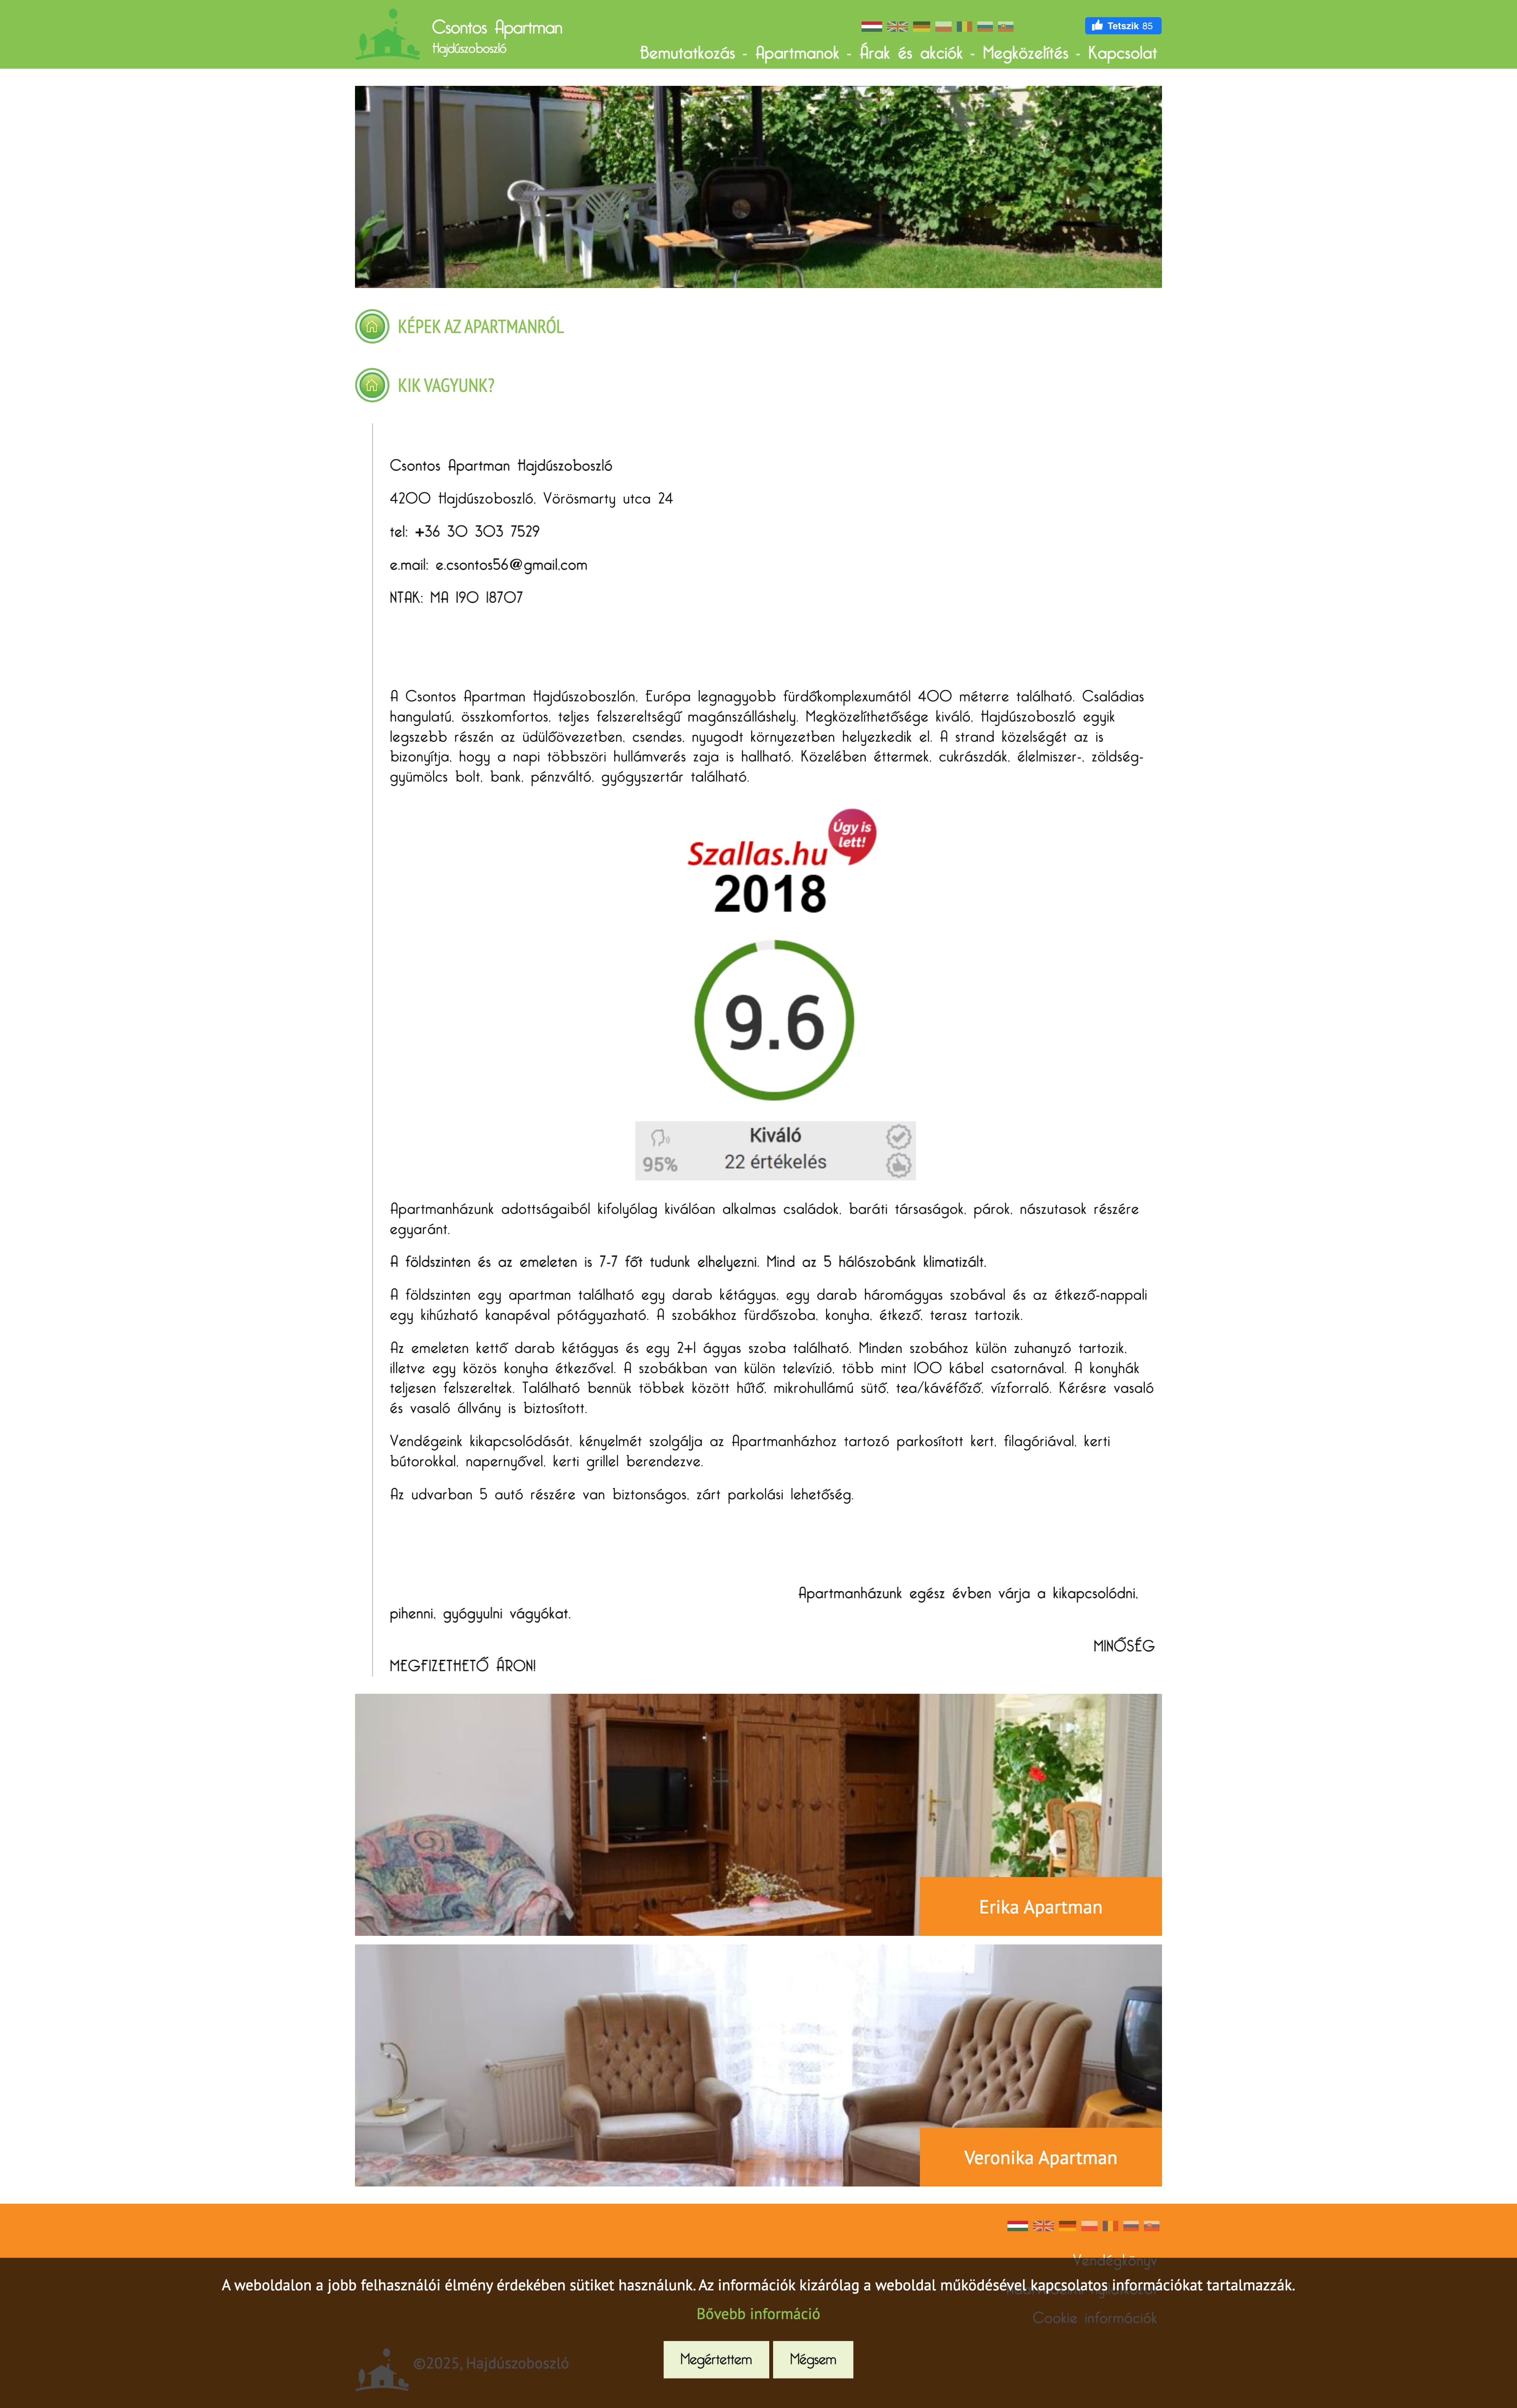 Csontos Apartman
Hajdúszoboszló
Tetszik 85
Bemutatkozás - Apartmanok - Árak és akciók - Megközelítés - Kapcsolat
KÉPEK AZ APARTMANRÓL
KIK VAGYUNK?
Csontos Apartman Hajdúszoboszló
4200 Hajdúszoboszló, Vörösmarty utca 24
tel: +36 30 303 7529
e.mail: e.csontos56@gmail,com
NTAK: MA 190 18707
A Csontos Apartman Hajdúszoboszlón, Európa legnagyobb fürdőkomplexumától 400 méterre található. Családias
hangulatú, összkomfortos, teljes felszereltségű magánszálláshely. Megközelíthetősége kiváló, Hajdúszoboszló egyik
legszebb részén az üdülőövezetben, csendes, nyugodt környezetben helyezkedik el. A strand közelségét az is
bizonyítja, hogy a napi többszöri hullámverés zaja is hallható. Közelében éttermek, cukrászdák, élelmiszer-, zöldség-
gyümölcs bolt, bank, pénzváltó, gyógyszertár található.
Úgy is
lett!
Szallas.hu
2018
9.6
Kiváló
95%
22 értékelés
Apartmanházunk adottságaiból kifolyólag kiválóan alkalmas családok, baráti társaságok, párok, nászutasok részére
egyaránt.
A földszinten és az emeleten is 7-7 főt tudunk elhelyezni. Mind az 5 hálószobánk klimatizált.
A földszinten egy apartman található egy darab kétágyas, egy darab háromágyas szobával és az étkező-nappali
egy kihúzható kanapéval pótágyazható. A szobákhoz fürdőszoba, konyha, étkező, terasz tartozik.
Az emeleten kettő darab kétágyas és egy 2+1 ágyas szoba található. Minden szobához külön zuhanyzó tartozik,
illetve egy közös konyha étkezővel. A szobákban van külön televízió, több mint 100 kábel csatornával. A konyhák
teljesen felszereltek. Található bennük többek között hűtő, mikrohullámú sütő, tea/kávéfőző, vízforraló. Kérésre vasaló
és vasaló állvány is biztosított.
Vendégeink kikapcsolódását, kényelmét szolgálja az Apartmanházhoz tartozó parkosított kert, filagóriával, kerti
bútorokkal, napernyővel, kerti grillel berendezve.
Az udvarban 5 autó részére van biztonságos, zárt parkolási lehetőség.
Apartmanházunk egész évben várja a kikapcsolódni,
pihenni, gyógyulni vágyókat.
MINŐSÉG
MEGFIZETHETŐ ÁRON!
Erika Apartman
Veronika Apartman
Vendégkönyv
A weboldalon a jobb felhasználói élmény érdekében sütiket használunk. Az információk kizárólag a weboldal működésével kapcsolatos információkat tartalmazzák.
Bővebb információ
Cookie információk
Megértettem
Mégsem
©2025, Hajdúszoboszló